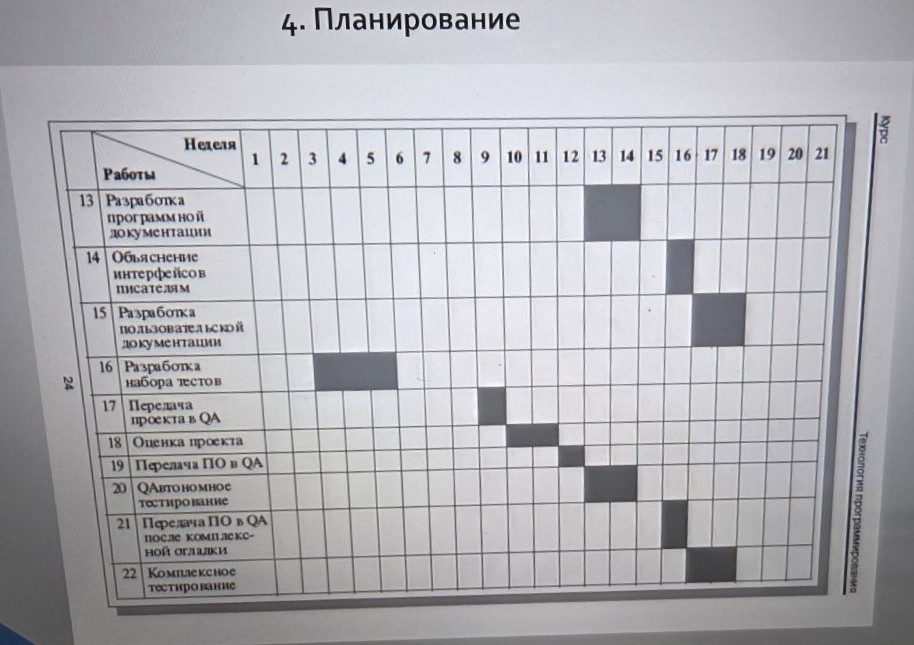 4. Планирование
Курс
Неделя
Работы
1 2 3 4 5 6 7 8 9 10 11 12 13 14 15 16 17 18 19 20 21
13 Разработка
программной
документации
14 Объяснение
интерфейсов
писателям
15 Разработка
пользовательской
документации
16 Разработка
набора тестов
17 Передача
проекта в QA
18 Оценка проекта
19 Передача ПО в QA
20 QАвтономное
тестирование
21 Передача ПО в QA
после комплекс-
ной отладки
22 Комплексное
тестирование
24
Технология программирования